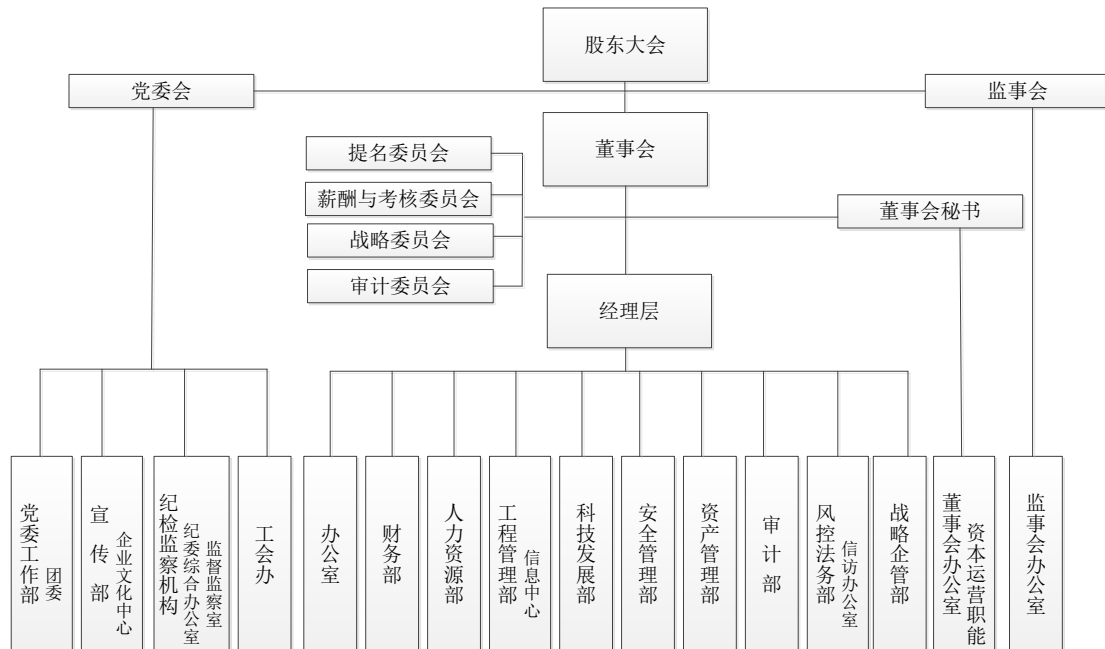 股东大会
党委会
监事会
董事会
提名委员会
薪酬与考核委员会
战略委员会
审计委员会
董事会秘书
经理层
党委工作部
团委
宣传部
企业文化中心
纪检监察机构
纪委综合办公室
监督监察室
工会办
办公室
财务部
人力资源部
工程管理部
信息中心
科技发展部
安全管理部
资产管理部
审计部
风控法务部
信访办公室
战略企管部
董事会办公室
资本运营职能
监事会办公室